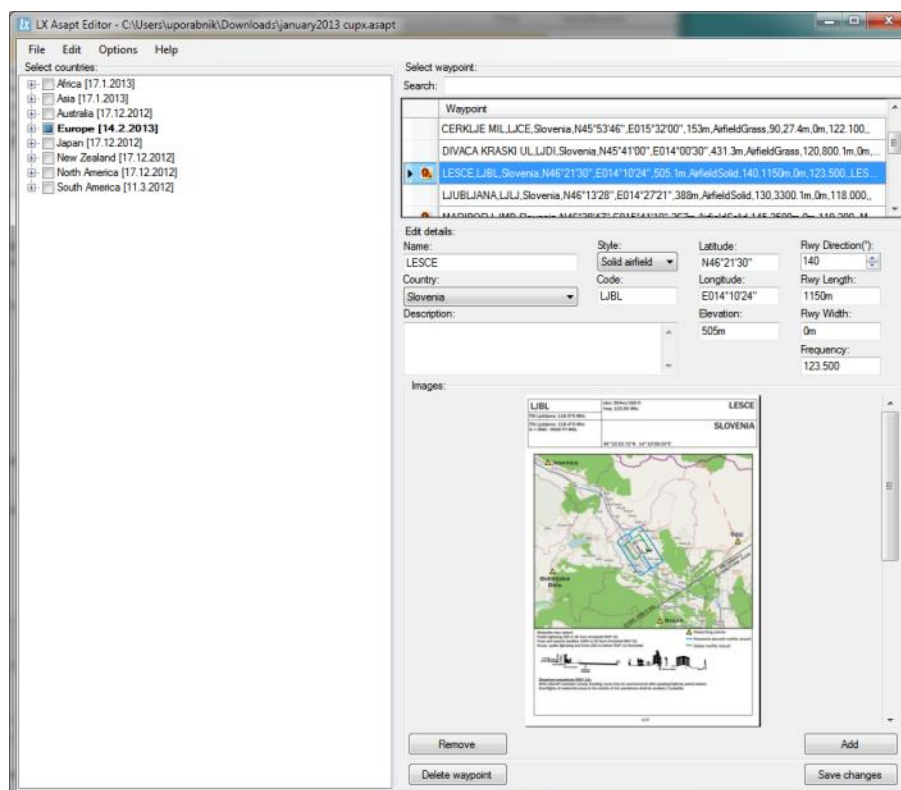 LX Asapt Editor - C:\Users\uporabnik\Downloads\january2013 cupx.asapt
File Edit Options Help
Select countries:
Africa [17.1.2013]
Asia [17.1.2013]
Australia [17.12.2012]
Europe [14.2.2013]
Japan [17.12.2012]
New Zealand [17.12.2012]
North America [17.12.2012]
South America [11.3.2012]
Select waypoint:
Search:
Waypoint
CERKLJE MIL,LJCE,Slovenia,N45°53'46",E015°32'00",153m,AirfieldGrass,90,27.4m,0m,122.100,,
DIVACA KRASKI UL,LJDI,Slovenia,N45°41'00",E014°00'30",431.3m,AirfieldGrass,120,800.1m,0m,...
LESCE,LJBL,Slovenia,N46°21'30",E014°10'24",505.1m,AirfieldSolid,140,1150m,0m,123.500,,LES...
LJUBLJANA,LJLJ,Slovenia,N46°13'28",E014°27'21",388m,AirfieldSolid,130,3300.1m,0m,118.000,,
Edit details:
Name: Style: Latitude: Rwy Direction(°):
LESCE Solid airfield N46°21'30" 140
Country: Code: Longitude: Rwy Length:
Slovenia LJBL E014°10'24" 1150m
Description: Elevation: Rwy Width:
505m 0m
Frequency:
123.500
Images:
LJBL LESCE
SLOVENIA
Jesenice
Bohinjska
Bela
Remove Add
Delete waypoint Save changes